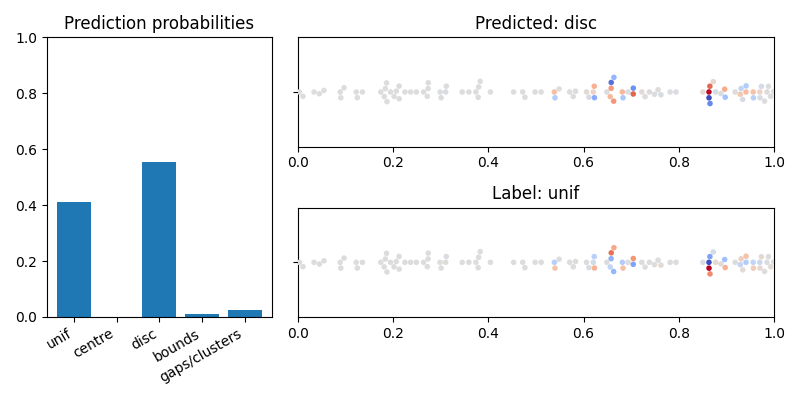 Prediction probabilities
1.0
0.8
0.6
0.4
0.2
0.0
unif
centre
disc
bounds
gaps/clusters
Predicted: disc
0.0 0.2 0.4 0.6 0.8 1.0
Label: unif
0.0 0.2 0.4 0.6 0.8 1.0